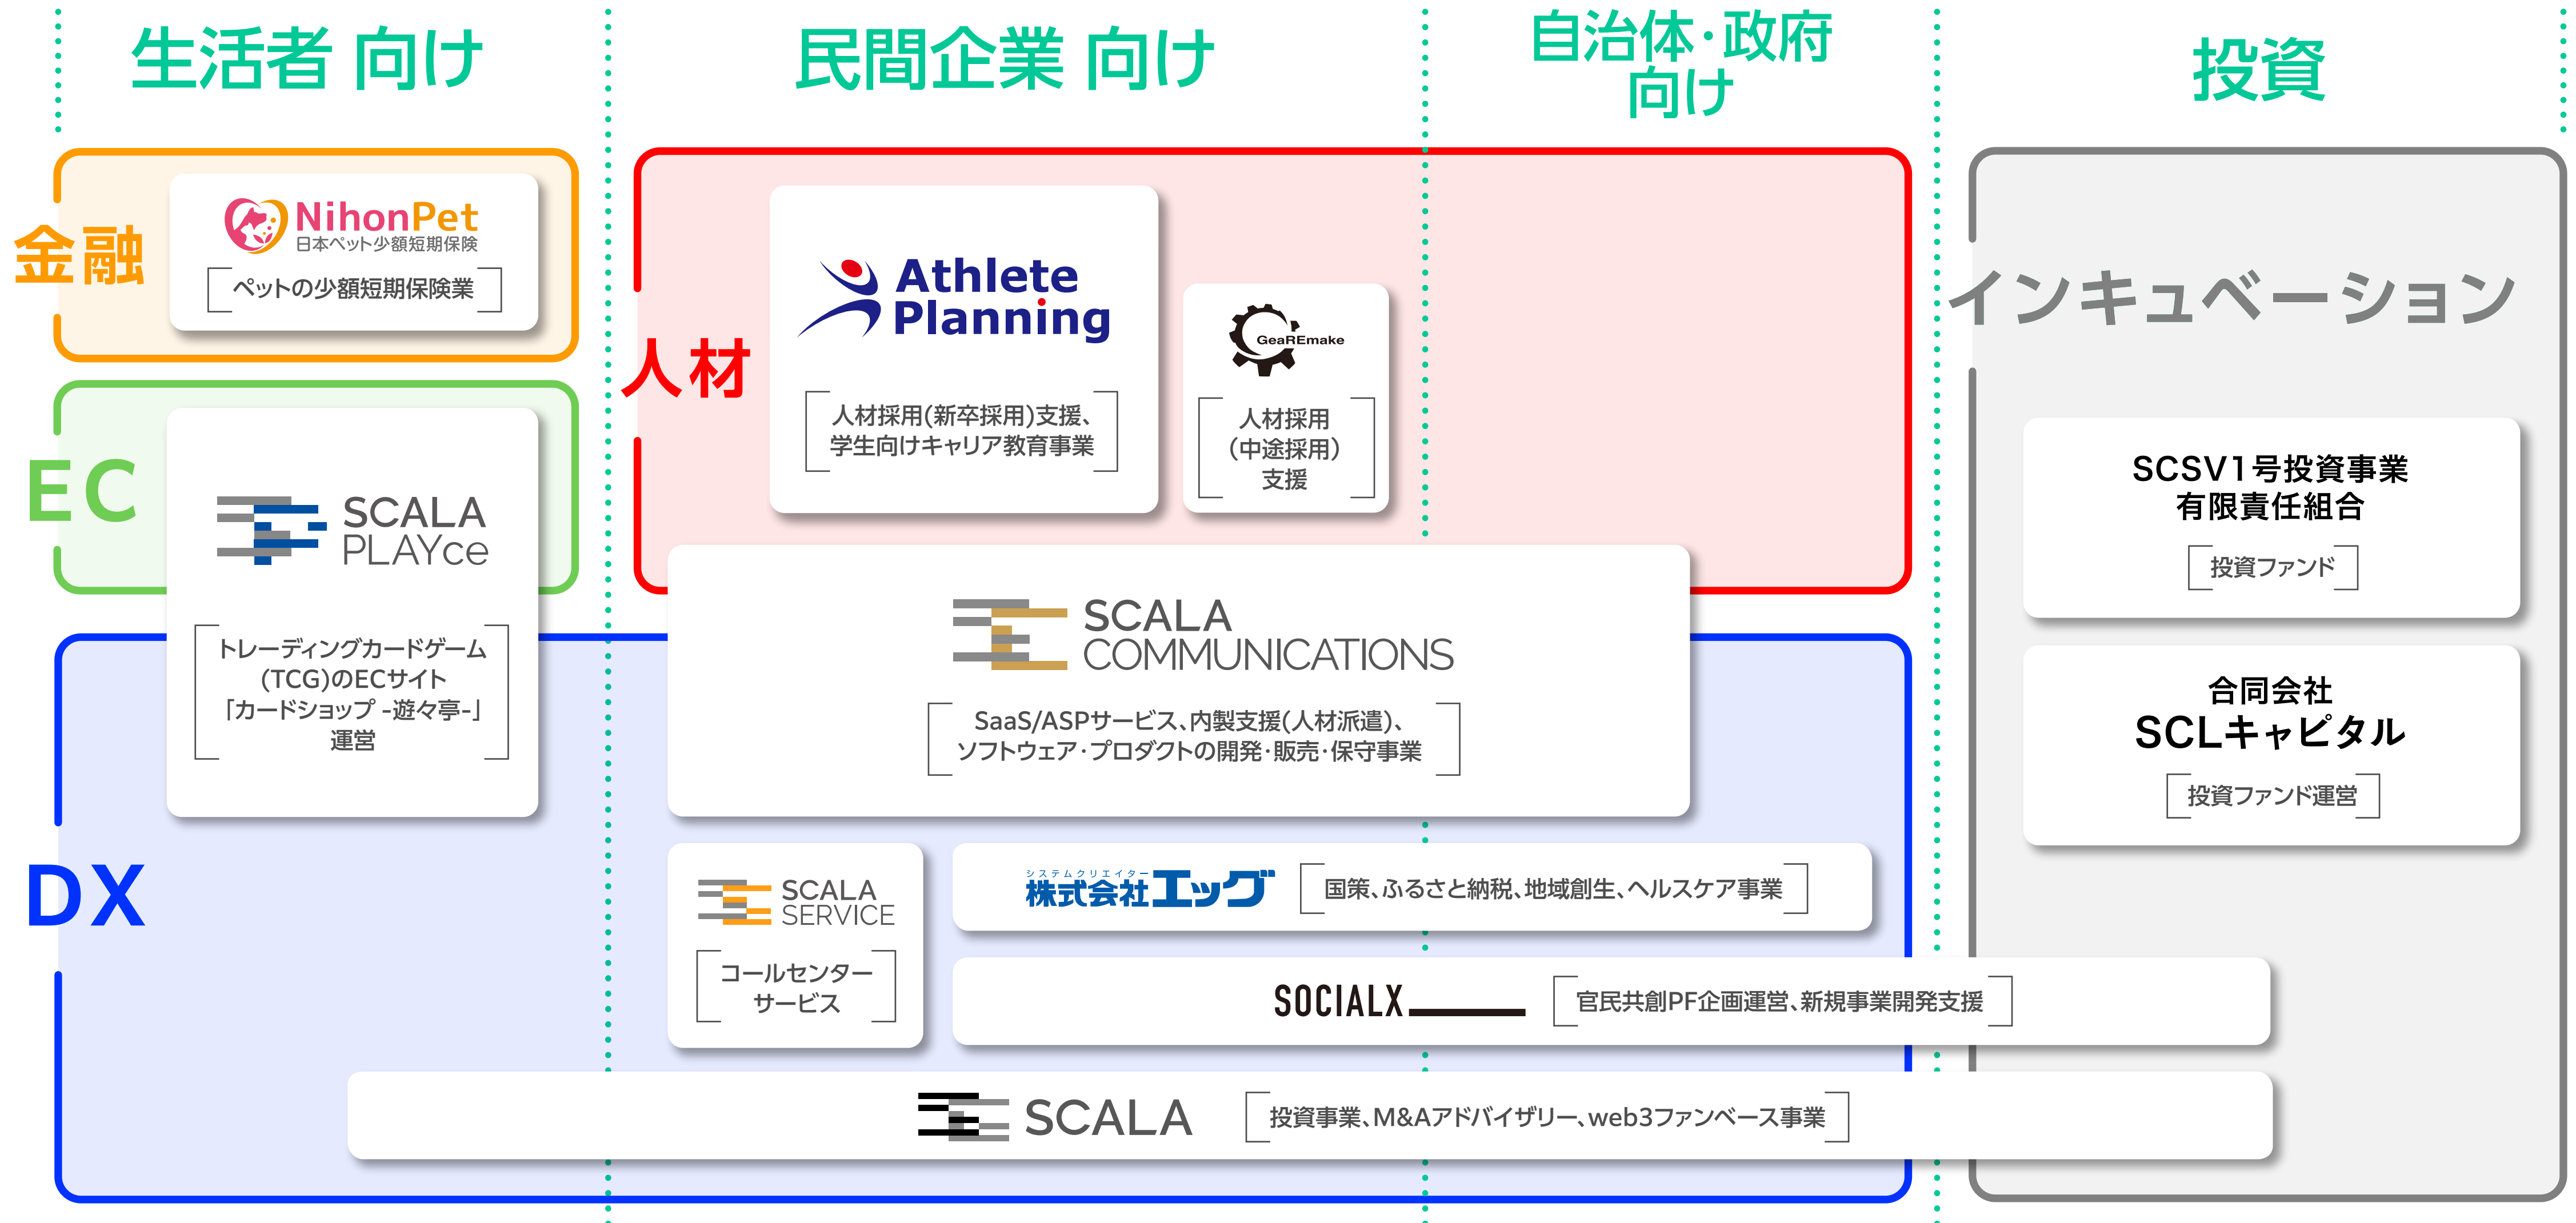 生活者 向け
民間企業 向け
自治体・政府
向け
投資
金融
NihonPet
日本ペット少額短期保険
ペットの少額短期保険業
EC
SCALA
PLAYce
トレーディングカードゲーム
(TCG)のECサイト
「カードショップ -遊々亭-」
運営
人材
Athlete
Planning
人材採用(新卒採用)支援、
学生向けキャリア教育事業
GeaREmake
人材採用
(中途採用)
支援
SCALA
COMMUNICATIONS
SaaS/ASPサービス、内製支援(人材派遣)、
ソフトウェア・プロダクトの開発・販売・保守事業
DX
SCALA
SERVICE
コールセンター
サービス
システムクリエイター
株式会社エッグ
国策、ふるさと納税、地域創生、ヘルスケア事業
SOCIALX
官民共創PF企画運営、新規事業開発支援
SCALA
投資事業、M&Aアドバイザリー、web3ファンベース事業
インキュベーション
SCSV1号投資事業
有限責任組合
投資ファンド
合同会社
SCLキャピタル
投資ファンド運営